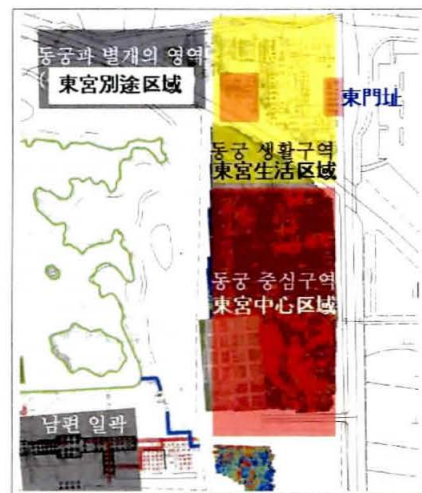 동궁과 별개의 영역
東宮別途区域
東門址
동궁 생활구역
東宮生活区域
동궁 중심구역
東宮中心区域
남편 일곽